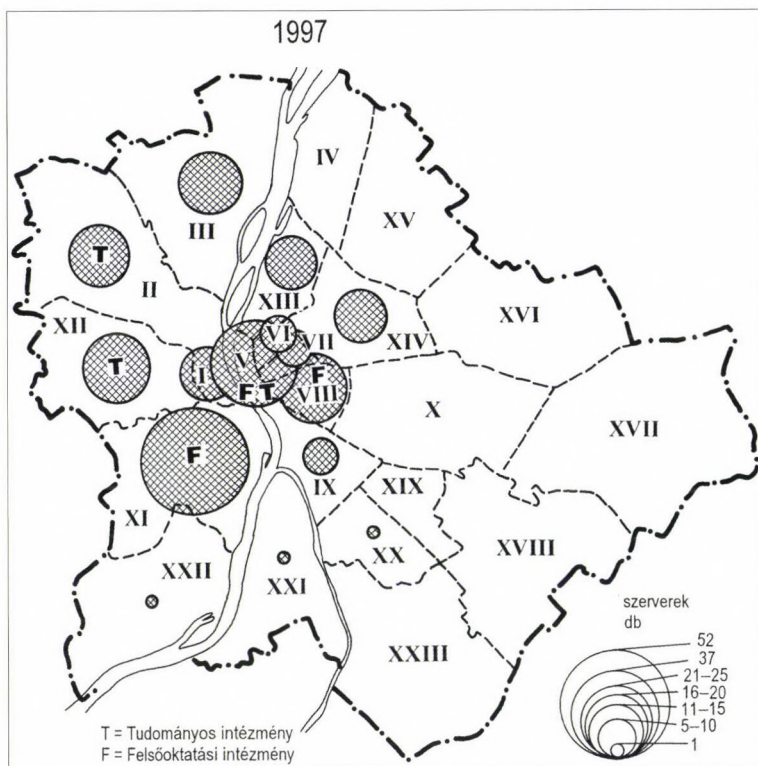 1997
IV
XV
III
T
II
XIII
XVI
XII
VI
VII
XIV
T
I
V
F T
F
VIII
X
XVII
F
IX
XIX
XI
XX
XVIII
XXII
XXI
XXIII
szerverek
db
52
37
21–25
16–20
11–15
5–10
1
T = Tudományos intézmény
F = Felsőoktatási intézmény